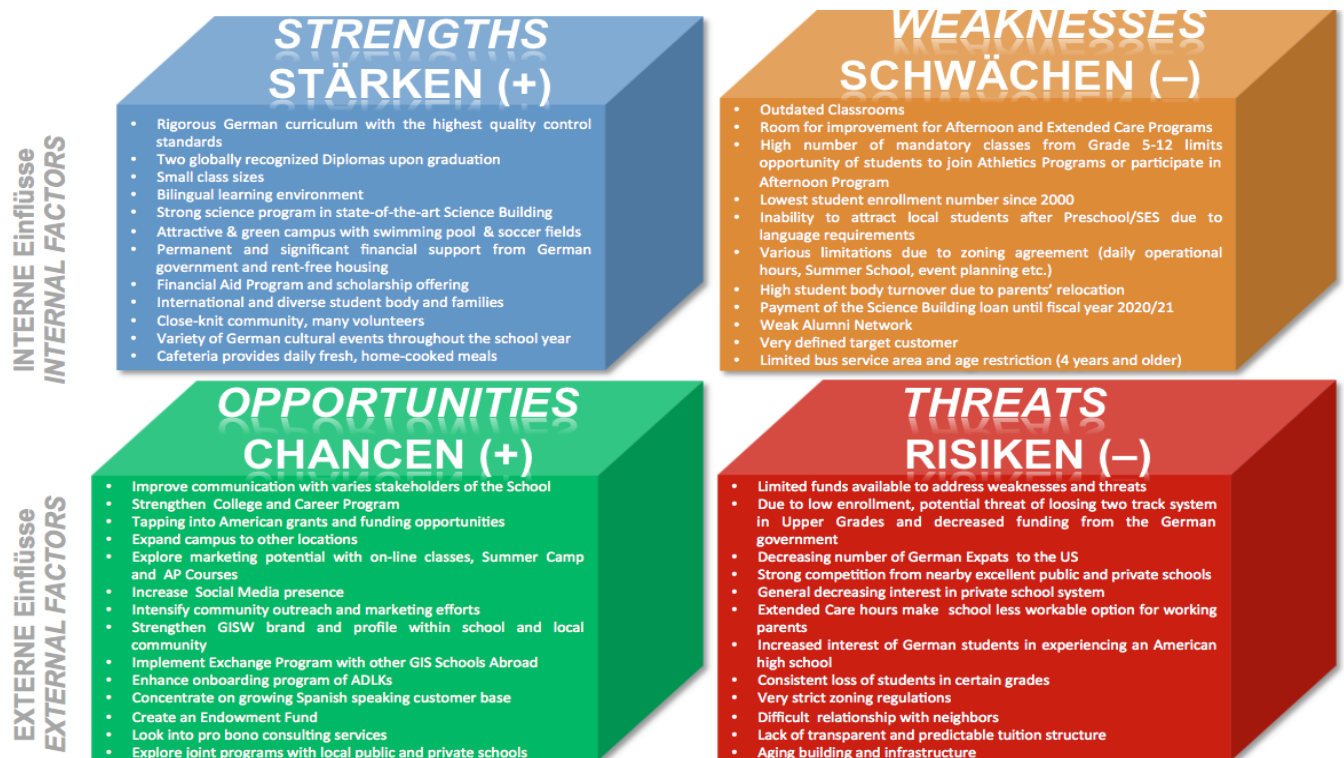 INTERNE Einflüsse
INTERNAL FACTORS
STRENGTHS
STÄRKEN (+)
• Rigorous German curriculum with the highest quality control
standards
• Two globally recognized Diplomas upon graduation
• Small class sizes
• Bilingual learning environment
• Strong science program in state-of-the-art Science Building
• Attractive & green campus with swimming pool & soccer fields
• Permanent and significant financial support from German
government and rent-free housing
• Financial Aid Program and scholarship offering
• International and diverse student body and families
• Close-knit community, many volunteers
• Variety of German cultural events throughout the school year
• Cafeteria provides daily fresh, home-cooked meals
WEAKNESSES
SCHWÄCHEN (–)
• Outdated Classrooms
• Room for improvement for Afternoon and Extended Care Programs
• High number of mandatory classes from Grade 5-12 limits
opportunity of students to join Athletics Programs or participate in
Afternoon Program
• Lowest student enrollment number since 2000
• Inability to attract local students after Preschool/SES due to
language requirements
• Various limitations due to zoning agreement (daily operational
hours, Summer School, event planning etc.)
• High student body turnover due to parents’ relocation
• Payment of the Science Building loan until fiscal year 2020/21
• Weak Alumni Network
• Very defined target customer
• Limited bus service area and age restriction (4 years and older)
EXTERNE Einflüsse
EXTERNAL FACTORS
OPPORTUNITIES
CHANCEN (+)
• Improve communication with varies stakeholders of the School
• Strengthen College and Career Program
• Tapping into American grants and funding opportunities
• Expand campus to other locations
• Explore marketing potential with on-line classes, Summer Camp
and AP Courses
• Increase Social Media presence
• Intensify community outreach and marketing efforts
• Strengthen GISW brand and profile within school and local
community
• Implement Exchange Program with other GIS Schools Abroad
• Enhance onboarding program of ADLKs
• Concentrate on growing Spanish speaking customer base
• Create an Endowment Fund
• Look into pro bono consulting services
• Explore joint programs with local public and private schools
THREATS
RISIKEN (–)
• Limited funds available to address weaknesses and threats
• Due to low enrollment, potential threat of loosing two track system
in Upper Grades and decreased funding from the German
government
• Decreasing number of German Expats to the US
• Strong competition from nearby excellent public and private schools
• General decreasing interest in private school system
• Extended Care hours make school less workable option for working
parents
• Increased interest of German students in experiencing an American
high school
• Consistent loss of students in certain grades
• Very strict zoning regulations
• Difficult relationship with neighbors
• Lack of transparent and predictable tuition structure
• Aging building and infrastructure